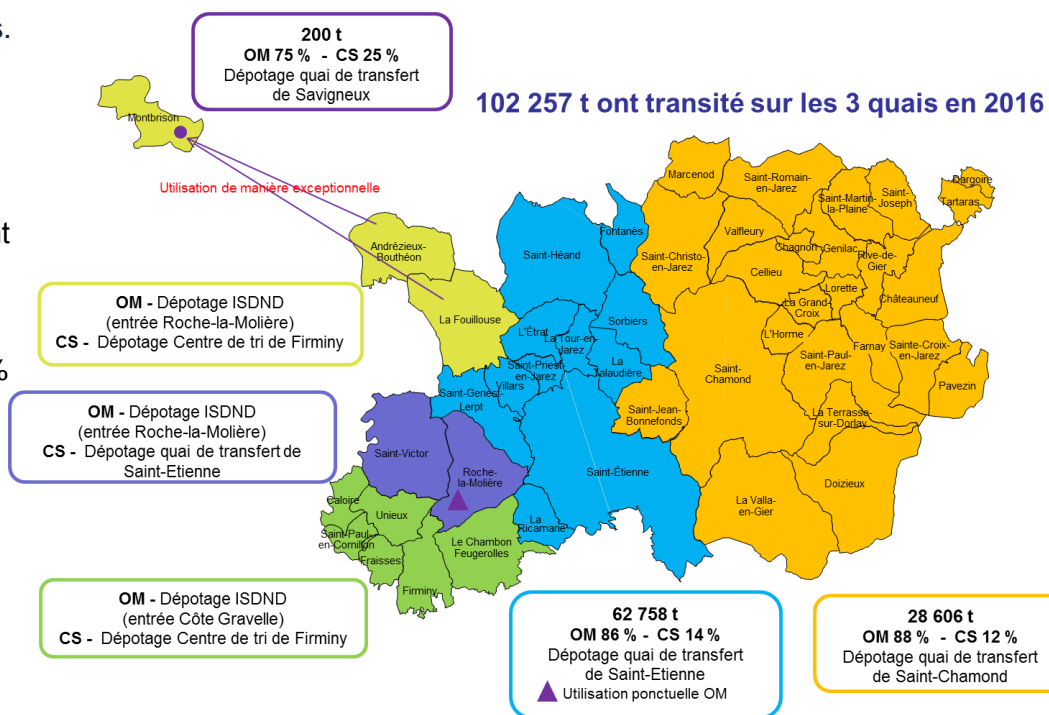 s.
200 t
OM 75 % - CS 25 %
Dépotage quai de transfert
de Savigneux
102 257 t ont transité sur les 3 quais en 2016
Montbrison
Utilisation de manière exceptionnelle
nt
Andrézieux-
Bouthéon
La Fouillouse
OM - Dépotage ISDND
(entrée Roche-la-Molière)
CS - Dépotage Centre de tri de Firminy
%
OM - Dépotage ISDND
(entrée Roche-la-Molière)
CS - Dépotage quai de transfert de
Saint-Etienne
Marcenod
Saint-Romain-
en-Jarez
Saint-Martin-
la-Plaine
Saint-
Joseph
Dargoire
Tartaras
Fontanès
Saint-Héand
Valfleury
Chagnon
Genilac
Rive-de-
Gier
Saint-Christo-
en-Jarez
Cellieu
Lorette
Châteauneuf
La Grand-
Croix
Sorbiers
L'Étrat
La Tour-en-
Jarez
L'Horme
Farnay
Sainte-Croix-
en-Jarez
Saint-
Chamond
Saint-Paul-
en-Jarez
Saint-Priest-
en-Jarez
La
Talaudière
Villars
Pavezin
Saint-Genest-
Lerpt
Saint-Jean-
Bonnefonds
La Terrasse-
sur-Dorlay
Saint-Victor
Roche-
la-Molière
Saint-Étienne
Doizieux
La Valla-
en-Gier
Caloire
Unieux
La
Ricamarie
Saint-Paul-
en-Cornillon
Le Chambon
Feugerolles
Fraisses
Firminy
OM - Dépotage ISDND
(entrée Côte Gravelle)
CS - Dépotage Centre de tri de Firminy
62 758 t
OM 86 % - CS 14 %
Dépotage quai de transfert
de Saint-Etienne
Utilisation ponctuelle OM
28 606 t
OM 88 % - CS 12 %
Dépotage quai de transfert
de Saint-Chamond